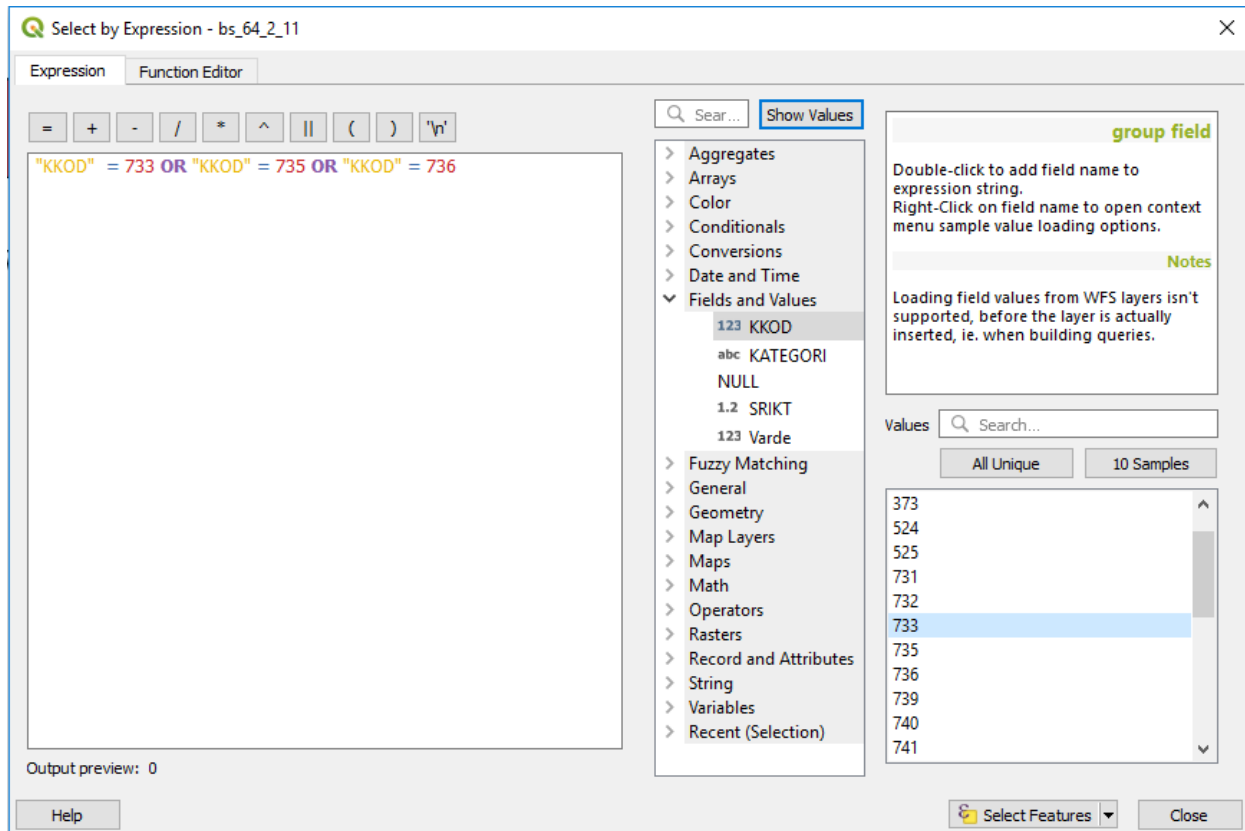 Select by Expression - bs_64_2_11
Expression
Function Editor
= + - / * ^ || ( ) '\n'
"KKOD" = 733 OR "KKOD" = 735 OR "KKOD" = 736
Output preview: 0
Sear...
Show Values
Aggregates
Arrays
Color
Conditionals
Conversions
Date and Time
Fields and Values
123 KKOD
abc KATEGORI
NULL
1.2 SRIKT
123 Varde
Fuzzy Matching
General
Geometry
Map Layers
Maps
Math
Operators
Rasters
Record and Attributes
String
Variables
Recent (Selection)
group field
Double-click to add field name to
expression string.
Right-Click on field name to open context
menu sample value loading options.
Notes
Loading field values from WFS layers isn't
supported, before the layer is actually
inserted, ie. when building queries.
Values
Search...
All Unique
10 Samples
373
524
525
731
732
733
735
736
739
740
741
Help
Select Features
Close